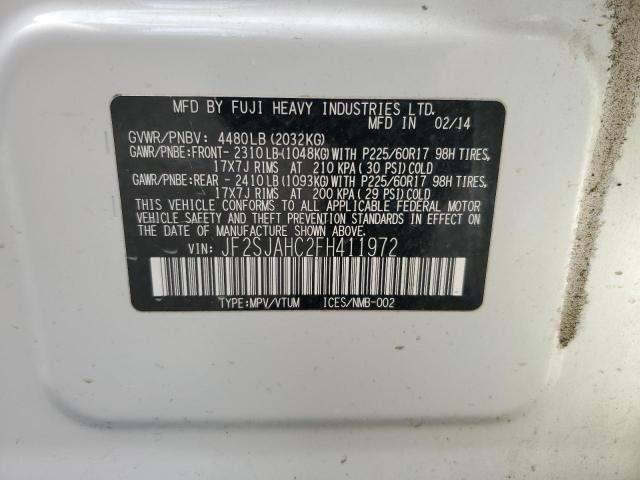 MFD BY FUJI HEAVY INDUSTRIES LTD.
MFD IN 02/14
GVWR/PNBV: 4480LB(2032KG)
GAWR/PNBE:FRONT- 2310LB(1048KG)WITH P225/60R17 98H TIRES,
17X7J RIMS AT 210 KPA( 30 PSI)COLD
GAWR/PNBE:REAR - 2410LB(1093KG)WITH P225/60R17 98H TIRES,
17X7J RIMS AT 200 KPA( 29 PSI)COLD
THIS VEHICLE CONFORMS TO ALL APPLICABLE FEDERAL MOTOR
VEHICLE SAFETY AND THEFT PREVENTION STANDARDS IN EFFECT
ON THE DATE OF MANUFACTURE SHOWN ABOVE.
VIN: JF2SJAHC2FH411972
TYPE:MPV/VTUM ICES/NMB-002